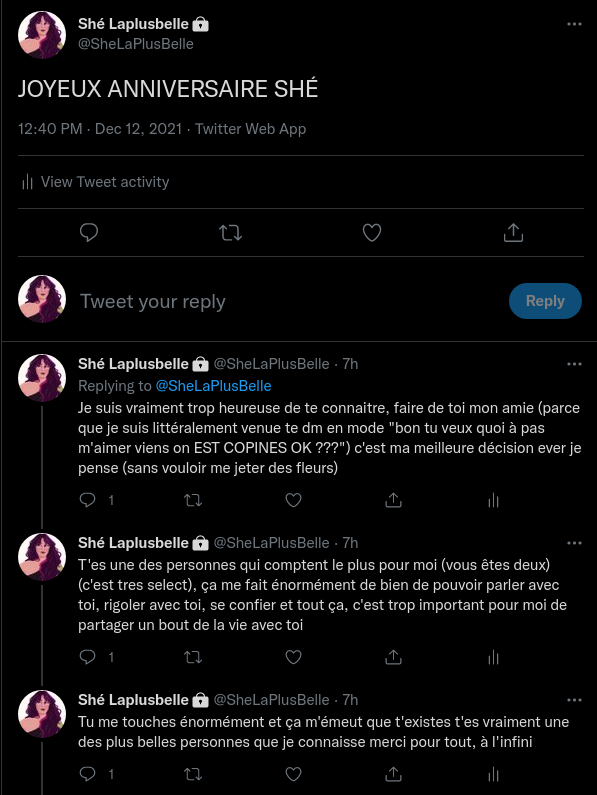 Shé Laplusbelle
@SheLaPlusBelle
JOYEUX ANNIVERSAIRE SHÉ
12:40 PM · Dec 12, 2021 · Twitter Web App
View Tweet activity
Tweet your reply
Reply
Shé Laplusbelle @SheLaPlusBelle · 7h
Replying to @SheLaPlusBelle
Je suis vraiment trop heureuse de te connaitre, faire de toi mon amie (parce
que je suis littéralement venue te dm en mode "bon tu veux quoi à pas
m'aimer viens on EST COPINES OK ???") c'est ma meilleure décision ever je
pense (sans vouloir me jeter des fleurs)
1
Shé Laplusbelle @SheLaPlusBelle · 7h
T'es une des personnes qui comptent le plus pour moi (vous êtes deux)
(c'est tres select), ça me fait énormément de bien de pouvoir parler avec
toi, rigoler avec toi, se confier et tout ça, c'est trop important pour moi de
partager un bout de la vie avec toi
1
Shé Laplusbelle @SheLaPlusBelle · 7h
Tu me touches énormément et ça m'émeut que t'existes t'es vraiment une
des plus belles personnes que je connaisse merci pour tout, à l'infini
1